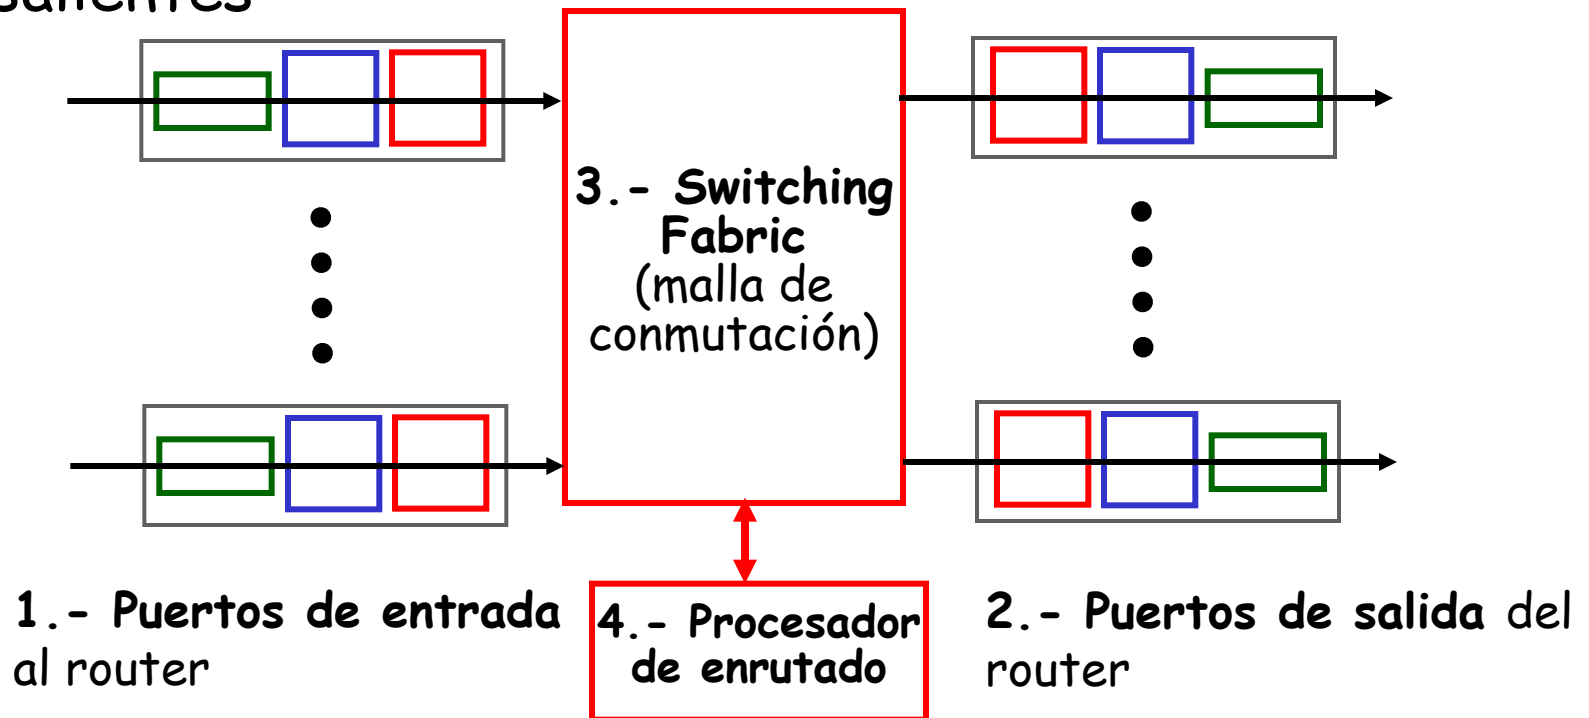 salientes
3.- Switching
Fabric
(malla de
conmutación)
1.- Puertos de entrada
al router
4.- Procesador
de enrutado
2.- Puertos de salida del
router